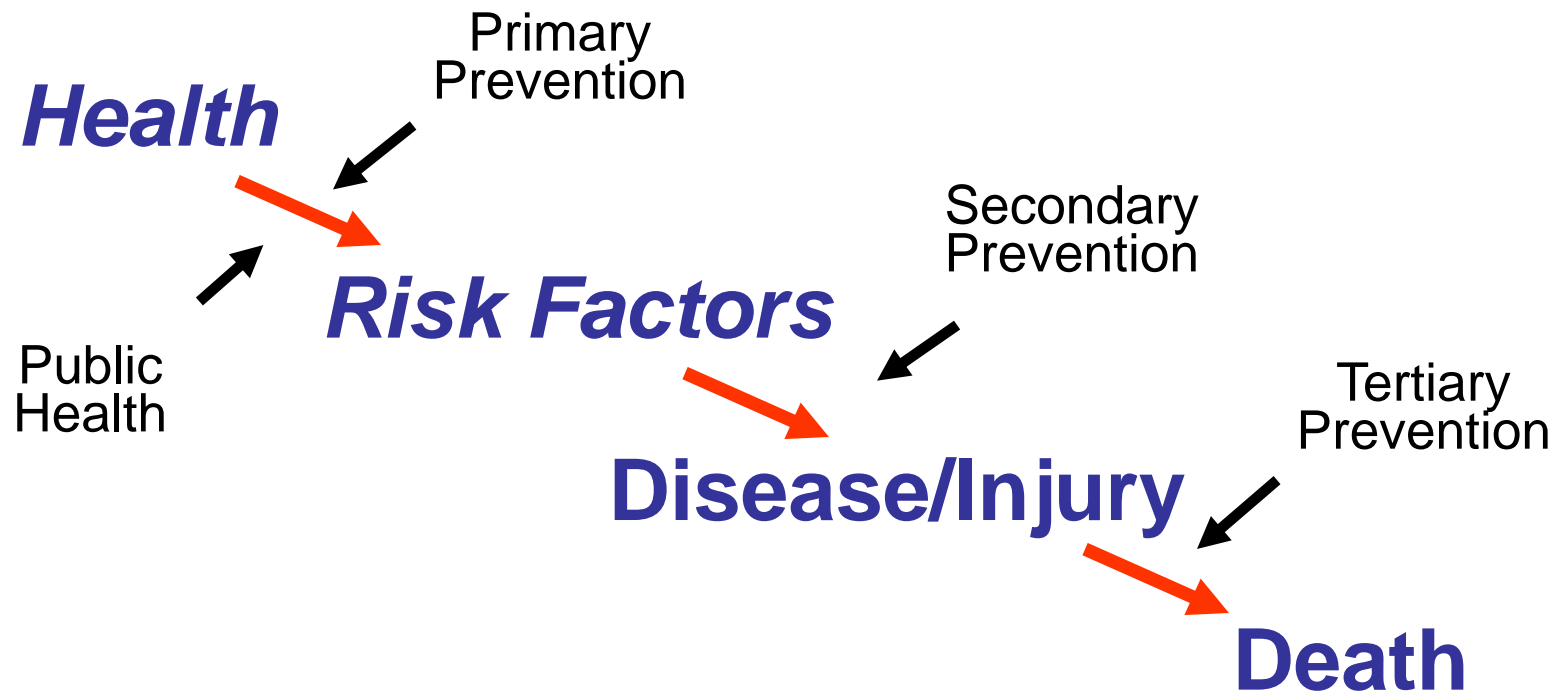 Primary
Prevention
Health
Secondary
Prevention
Risk Factors
Public
Health
Tertiary
Prevention
Disease/Injury
Death